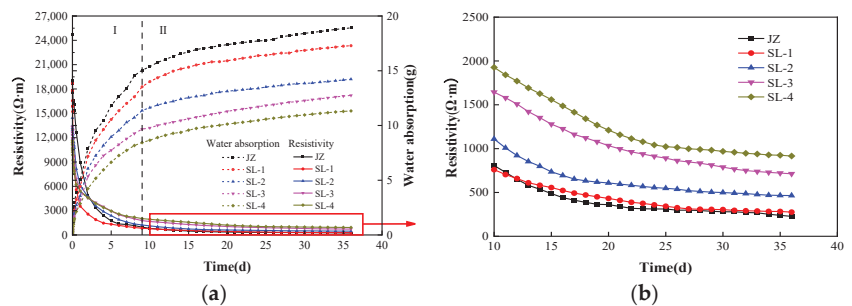 I II
27,000
24,000
21,000
18,000
15,000
12,000
9000
6000
3000
0
Resistivity(Ω·m)
20
15
10
5
0
Water absorption(g)
Water absorption Resistivity
JZ JZ
SL-1 SL-1
SL-2 SL-2
SL-3 SL-3
SL-4 SL-4
0 5 10 15 20 25 30 35 40
Time(d)
(a)
2500
2000
1500
1000
500
0
Resistivity(Ω·m)
JZ
SL-1
SL-2
SL-3
SL-4
10 15 20 25 30 35 40
Time(d)
(b)